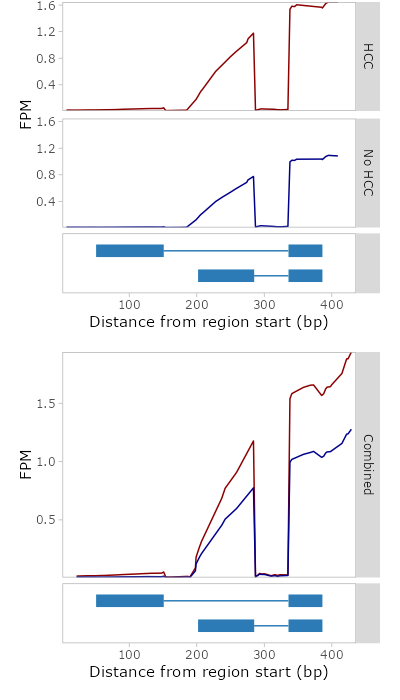 1.6
1.2
0.8
0.4
HCC
FPM
1.6
1.2
0.8
0.4
No HCC
100 200 300 400
Distance from region start (bp)
1.5
1.0
0.5
FPM
Combined
100 200 300 400
Distance from region start (bp)